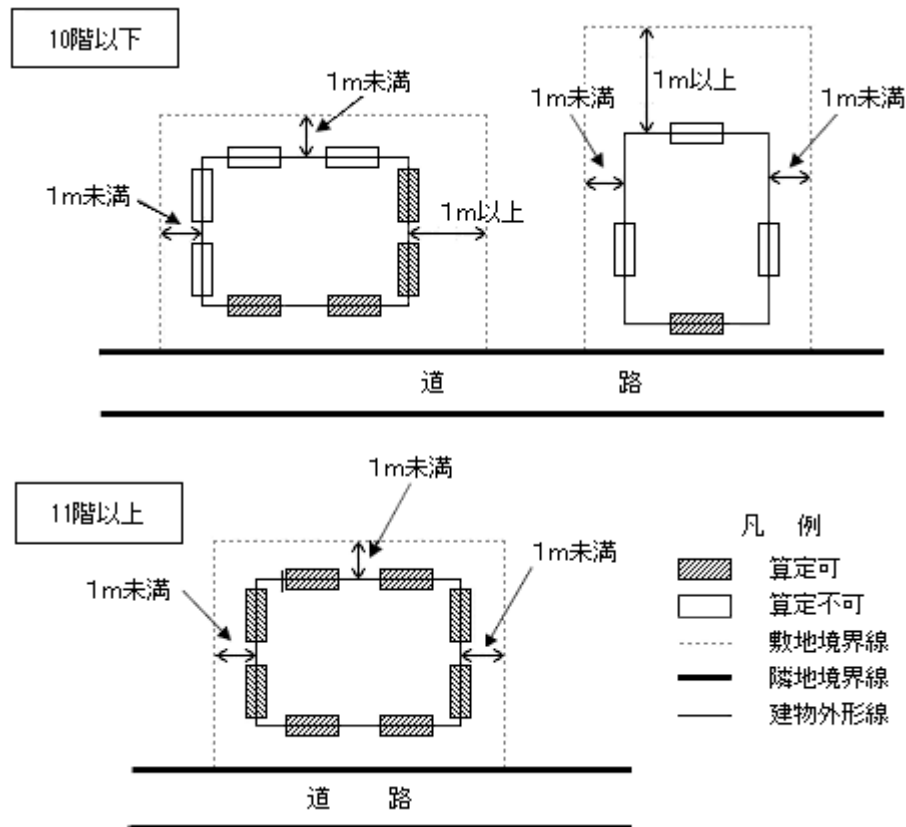 10階以下
1m未満
1m未満
1m以上
1m以上
1m未満
1m未満
道 路
11階以上
1m未満
1m未満
1m未満
道 路
凡 例
算定可
算定不可
敷地境界線
隣地境界線
建物外形線